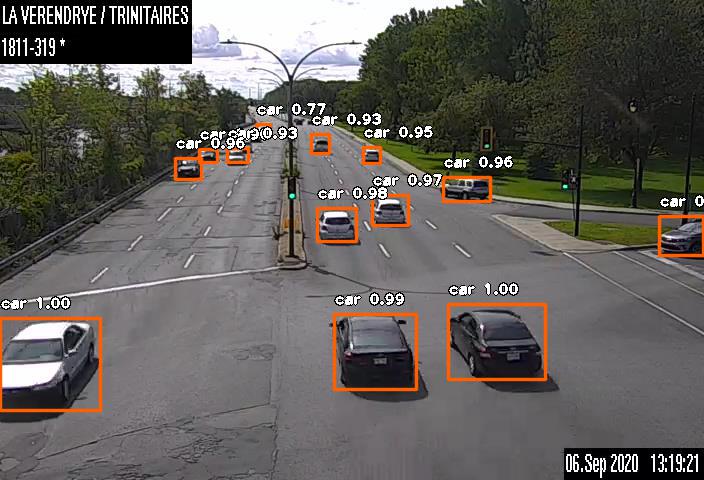 LA VERENDRYE / TRINITAIRES
1811-319 *
car 0.77
car 0.93
car 0.93
car 0.95
car 0.96
car 0.96
car 0.97
car 0.98
car 0
car 1.00
car 0.99
car 1.00
06.Sep 2020 13:19:21